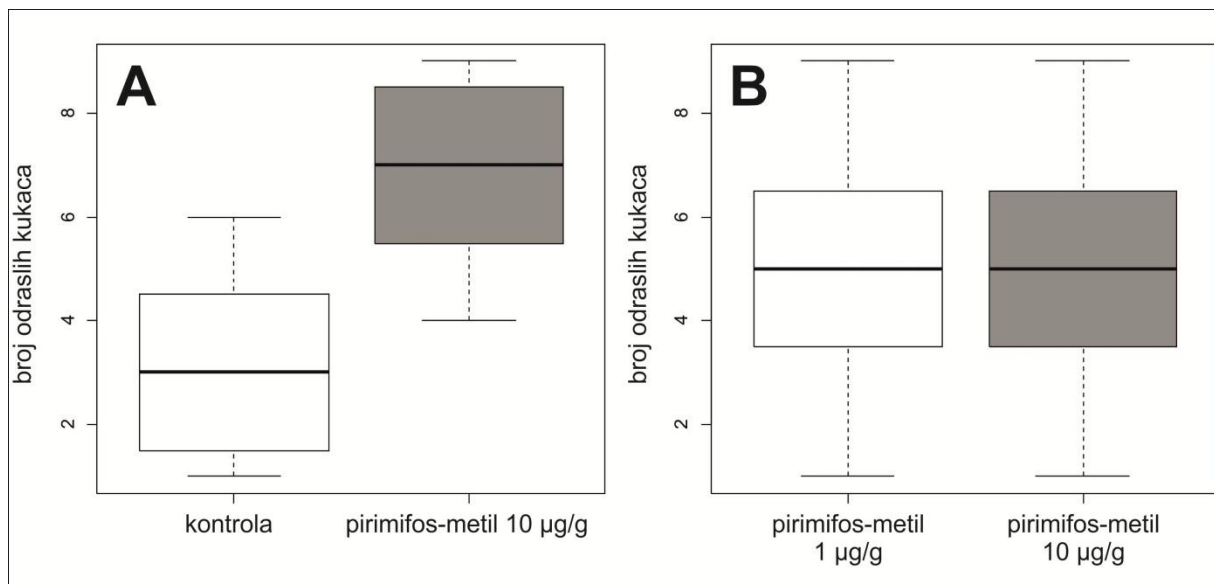 A
broj odraslih kukaca
8
6
4
2
kontrola
pirimifos-metil 10 µg/g
B
broj odraslih kukaca
8
6
4
2
pirimifos-metil
1 µg/g
pirimifos-metil
10 µg/g